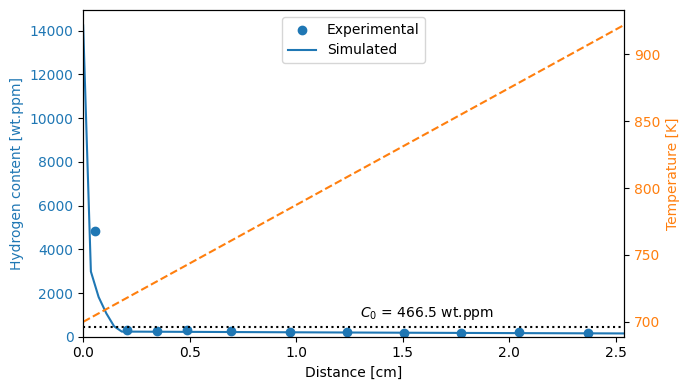 Experimental
Simulated
14000
12000
10000
8000
6000
4000
2000
0
Hydrogen content [wt.ppm]
900
850
800
750
700
Temperature [K]
C₀ = 466.5 wt.ppm
0.0 0.5 1.0 1.5 2.0 2.5
Distance [cm]